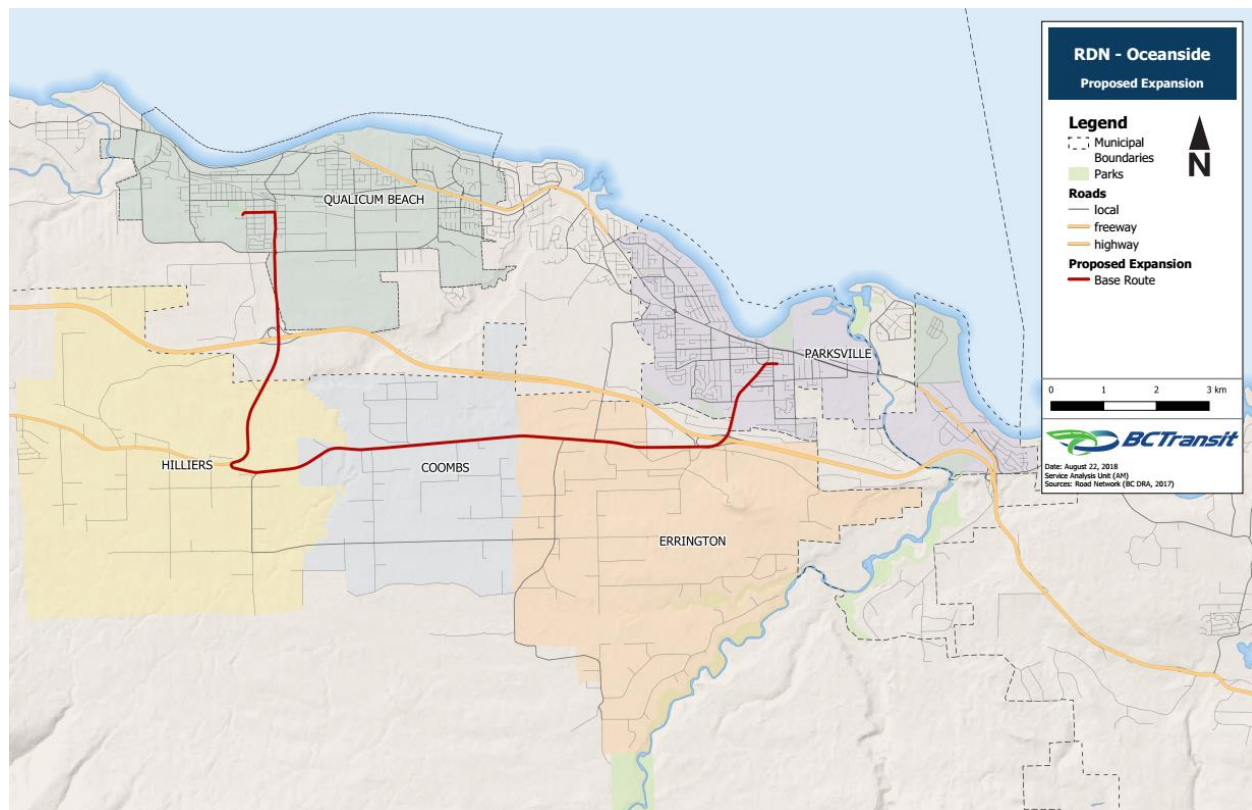 RDN - Oceanside
Proposed Expansion
Legend
Municipal
Boundaries
Parks
N
Roads
local
freeway
highway
Proposed Expansion
Base Route
0 1 2 3 km
BCTransit
Date: August 22, 2018
Service Analysis Unit (AM)
Sources: Road Network (BC DRA, 2017)
QUALICUM BEACH
PARKSVILLE
HILLIERS
COOMBS
ERRINGTON